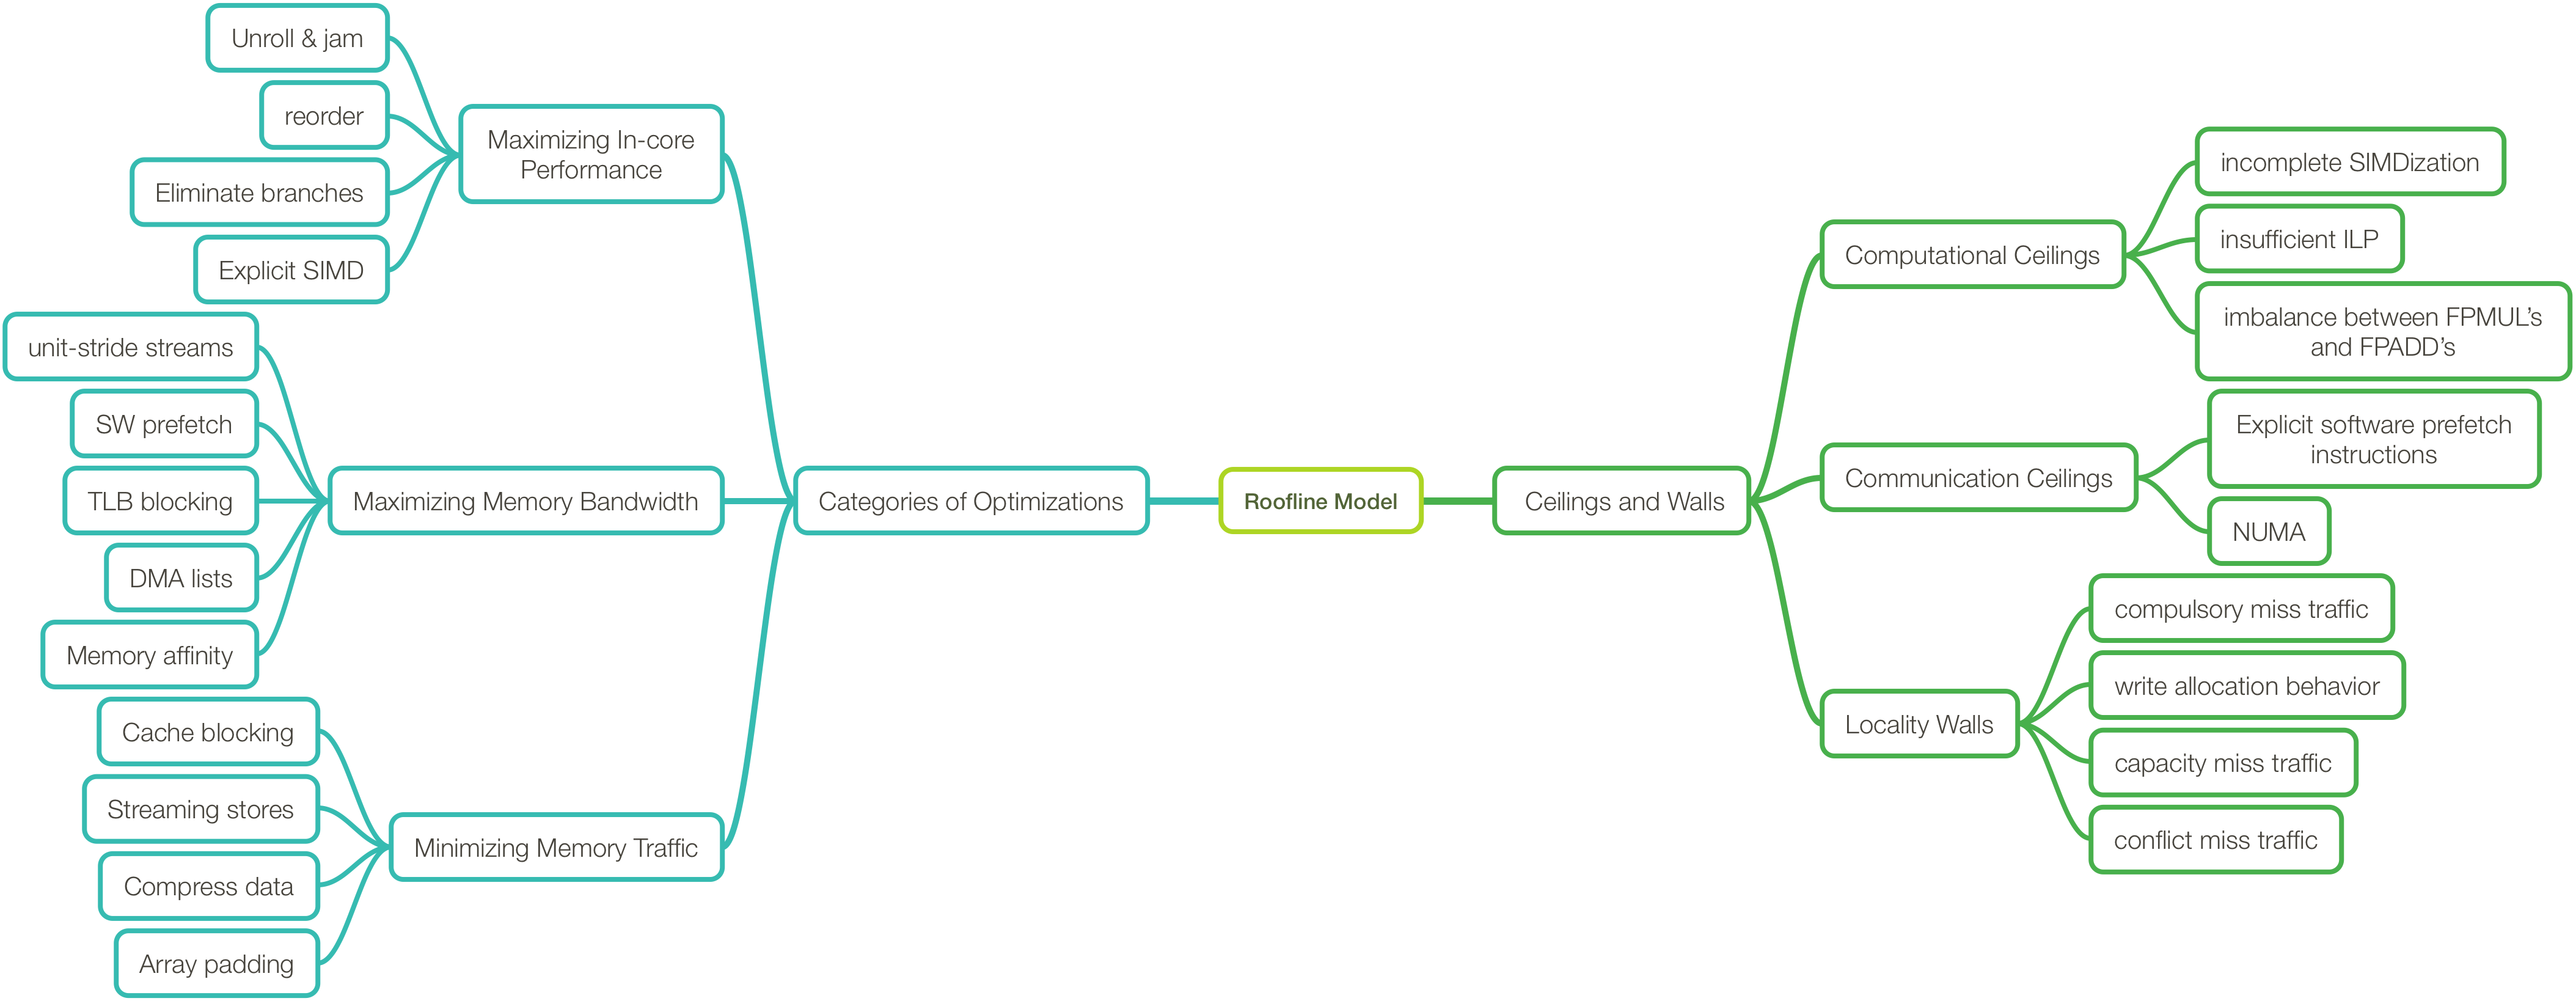 Unroll & jam
reorder
Eliminate branches
Explicit SIMD
Maximizing In-core
Performance
unit-stride streams
SW prefetch
TLB blocking
DMA lists
Memory affinity
Maximizing Memory Bandwidth
Cache blocking
Streaming stores
Compress data
Array padding
Minimizing Memory Traffic
Categories of Optimizations
Roofline Model
Ceilings and Walls
Computational Ceilings
incomplete SIMDization
insufficient ILP
imbalance between FPMUL’s
and FPADD’s
Communication Ceilings
Explicit software prefetch
instructions
NUMA
Locality Walls
compulsory miss traffic
write allocation behavior
capacity miss traffic
conflict miss traffic